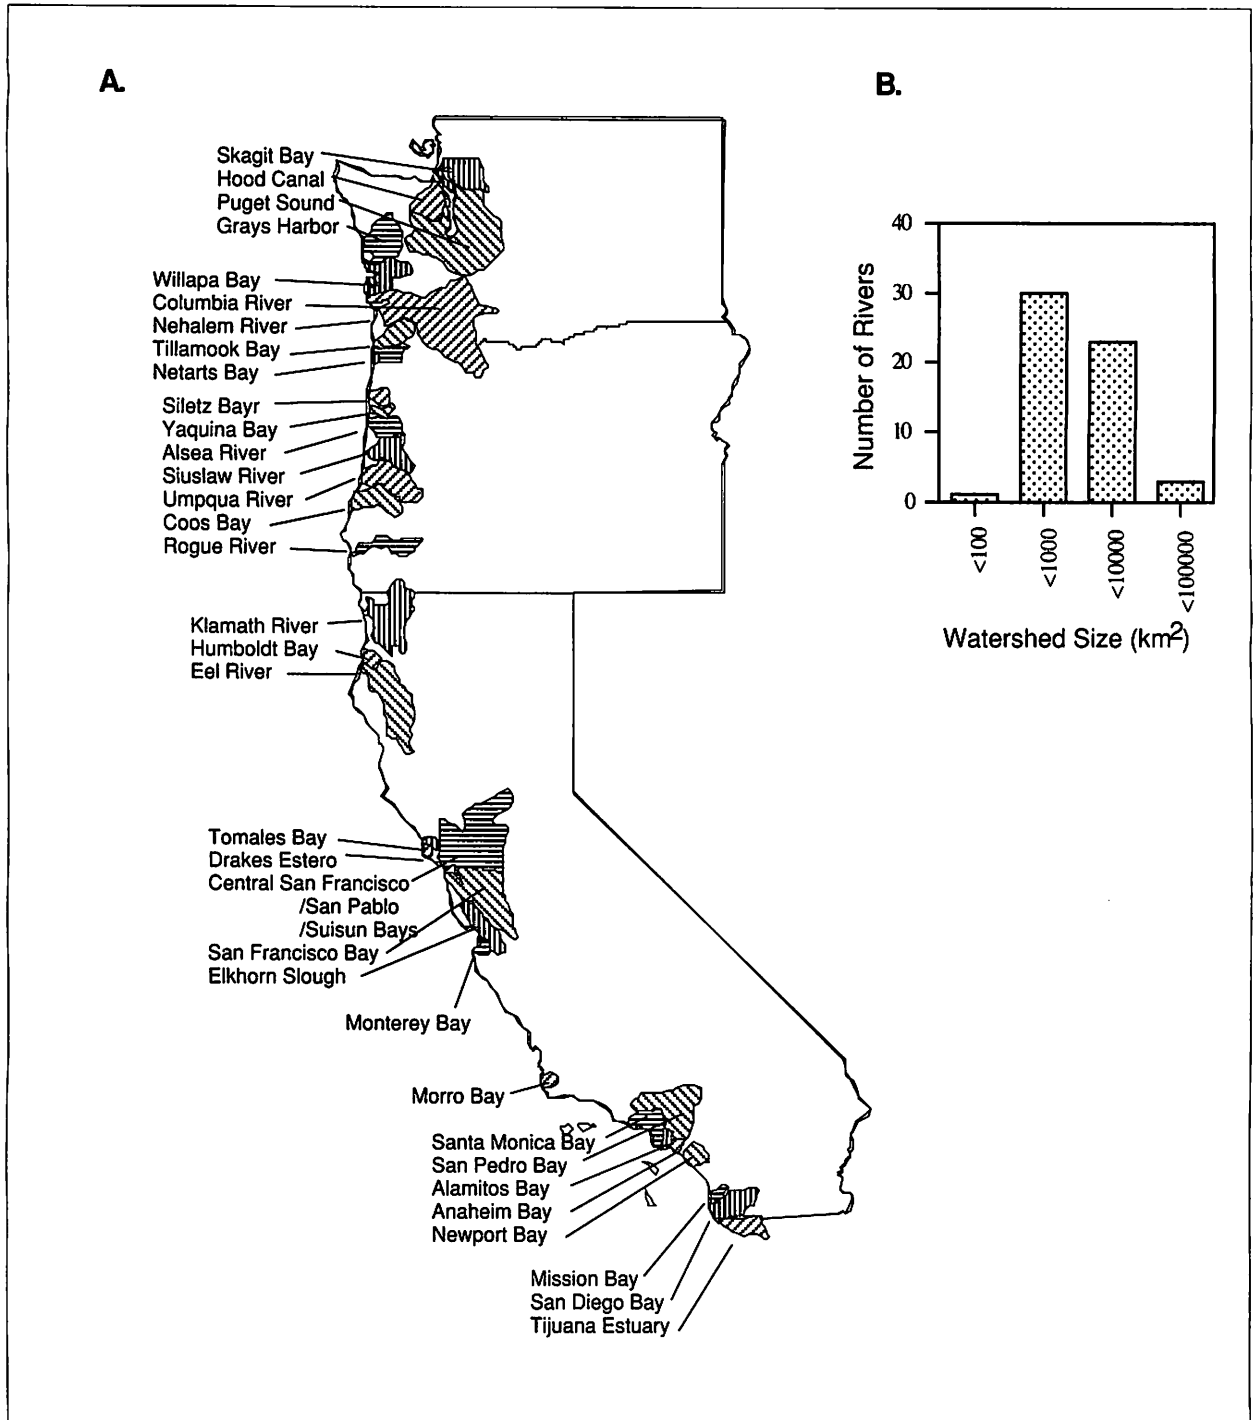 A.
Skagit Bay
Hood Canal
Puget Sound
Grays Harbor
Willapa Bay
Columbia River
Nehalem River
Tillamook Bay
Netarts Bay
Siletz Bayr
Yaquina Bay
Alsea River
Siuslaw River
Umpqua River
Coos Bay
Rogue River
Klamath River
Humboldt Bay
Eel River
Tomales Bay
Drakes Estero
Central San Francisco
/San Pablo
/Suisun Bays
San Francisco Bay
Elkhorn Slough
Monterey Bay
Morro Bay
Santa Monica Bay
San Pedro Bay
Alamitos Bay
Anaheim Bay
Newport Bay
Mission Bay
San Diego Bay
Tijuana Estuary
B.
Number of Rivers
40
30
20
10
0
<100
<1000
<10000
<100000
Watershed Size (km2)